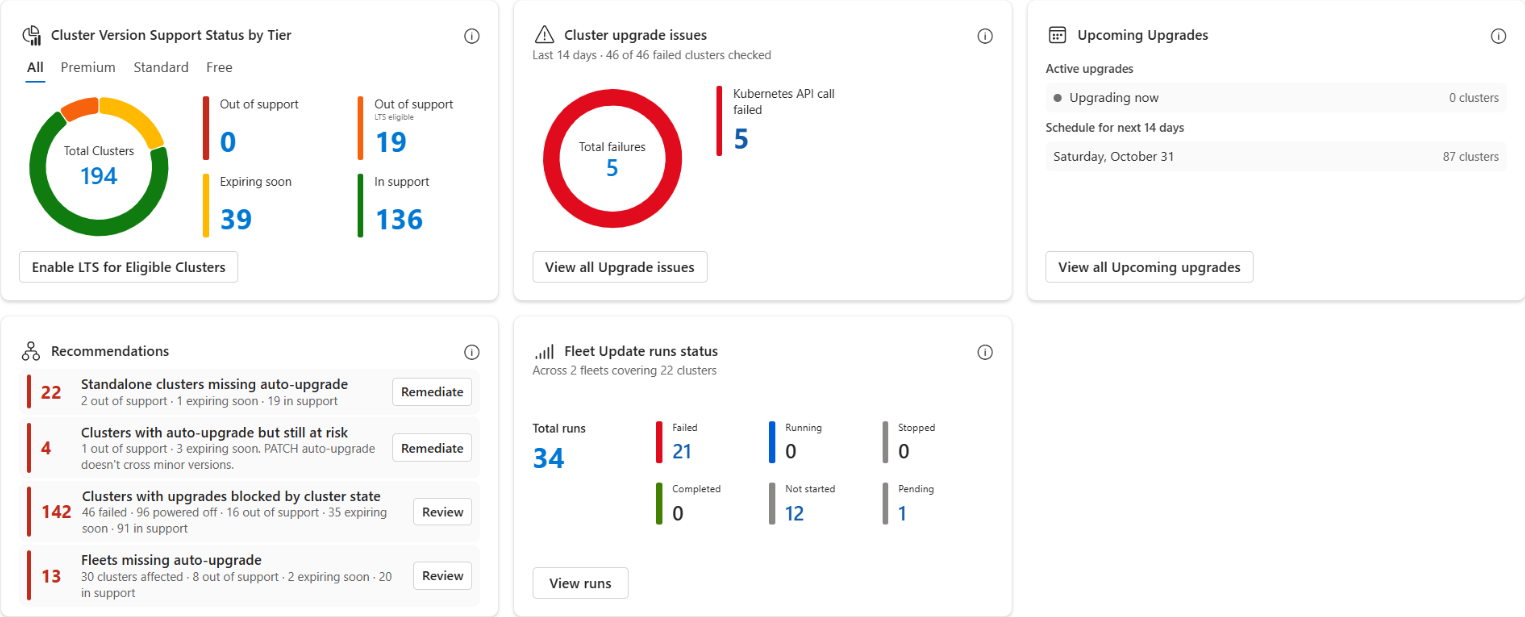 Cluster Version Support Status by Tier
All Premium Standard Free
Total Clusters
194
Out of support
0
Out of support
LTS eligible
19
Expiring soon
39
In support
136
Enable LTS for Eligible Clusters
Cluster upgrade issues
Last 14 days · 46 of 46 failed clusters checked
Total failures
5
Kubernetes API call
failed
5
View all Upgrade issues
Upcoming Upgrades
Active upgrades
Upgrading now 0 clusters
Schedule for next 14 days
Saturday, October 31 87 clusters
View all Upcoming upgrades
Recommendations
22
Standalone clusters missing auto-upgrade
2 out of support · 1 expiring soon · 19 in support
Remediate
4
Clusters with auto-upgrade but still at risk
1 out of support · 3 expiring soon. PATCH auto-upgrade
doesn't cross minor versions.
Remediate
142
Clusters with upgrades blocked by cluster state
46 failed · 96 powered off · 16 out of support · 35 expiring
soon · 91 in support
Review
13
Fleets missing auto-upgrade
30 clusters affected · 8 out of support · 2 expiring soon · 20
in support
Review
Fleet Update runs status
Across 2 fleets covering 22 clusters
Total runs
34
Failed
21
Running
0
Stopped
0
Completed
0
Not started
12
Pending
1
View runs